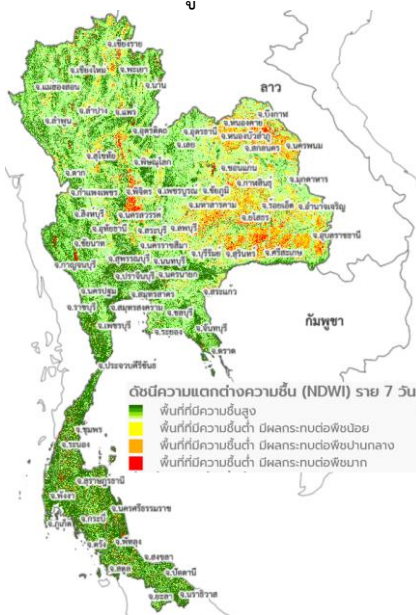 จ.เชียงราย
จ.เชียงใหม่ จ.พะเยา
จ.แม่ฮ่องสอน จ.น่าน
จ.ลำปาง จ.แพร่
จ.ลำพูน
จ.อุตรดิตถ์
จ.สุโขทัย
จ.ตาก จ.พิษณุโลก
จ.กำแพงเพชร จ.พิจิตร จ.เพชรบูรณ์ จ.ชัยภูมิ
ลาว
จ.บึงกาฬ
จ.หนองคาย
จ.เลย จ.อุดรธานี จ.หนองบัวลำภู
จ.สกลนคร จ.นครพนม
จ.ขอนแก่น
จ.กาฬสินธุ์ จ.มุกดาหาร
จ.มหาสารคาม จ.ร้อยเอ็ด จ.อำนาจเจริญ
จ.ยโสธร
จ.อุบลราชธานี
จ.บุรีรัมย์ จ.สุรินทร์ จ.ศรีสะเกษ
จ.สิงห์บุรี จ.นครสวรรค์
จ.อุทัยธานี จ.สระบุรี จ.ลพบุรี
จ.ชัยนาท จ.นครราชสีมา
จ.กาญจนบุรี จ.สุพรรณบุรี จ.นนทบุรี
จ.ปราจีนบุรี จ.นครนายก
จ.สระแก้ว
จ.นครปฐม จ.สมุทรสาคร
จ.ราชบุรี จ.สมุทรสงคราม จ.ชลบุรี
จ.เพชรบุรี จ.ระยอง จ.จันทบุรี
จ.ตราด
กัมพูชา
จ.ประจวบคีรีขันธ์
ดัชนีความแตกต่างความชื้น (NDWI) ราย 7 วัน
พื้นที่ที่มีความชื้นสูง
พื้นที่ที่มีความชื้นต่ำ มีผลกระทบต่อพืชน้อย
พื้นที่ที่มีความชื้นต่ำ มีผลกระทบต่อพืชปานกลาง
พื้นที่ที่มีความชื้นต่ำ มีผลกระทบต่อพืชมาก
จ.ชุมพร
จ.ระนอง
จ.สุราษฎร์ธานี
จ.พังงา
จ.นครศรีธรรมราช
จ.ภูเก็ต จ.กระบี่
จ.ตรัง จ.พัทลุง
จ.สตูล จ.สงขลา
จ.ปัตตานี
จ.ยะลา จ.นราธิวาส